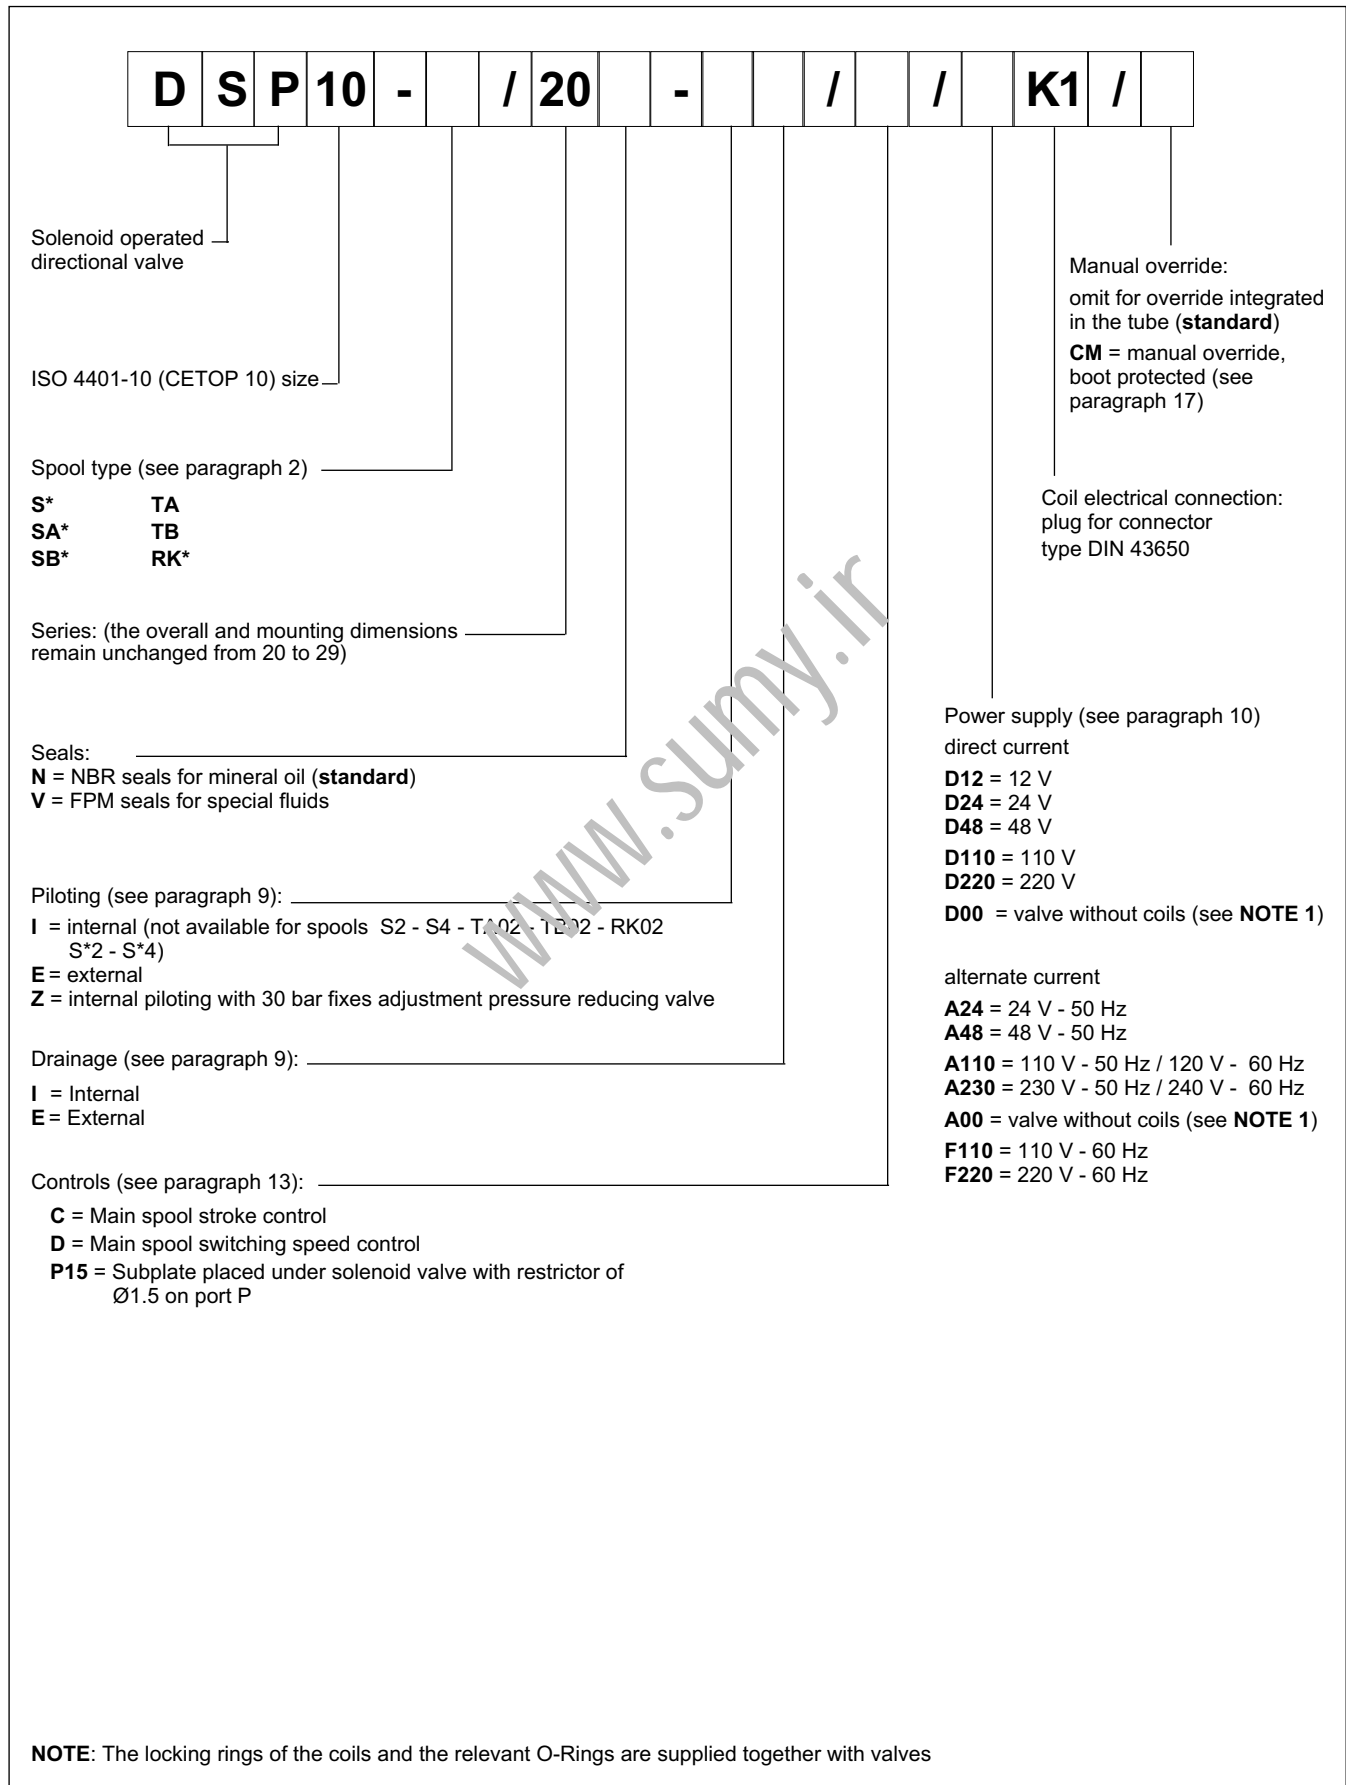 D S P 10 - / 20 - / / K1 /
Solenoid operated
directional valve
ISO 4401-10 (CETOP 10) size
Spool type (see paragraph 2)
S* TA
SA* TB
SB* RK*
Series: (the overall and mounting dimensions
remain unchanged from 20 to 29)
Seals:
N = NBR seals for mineral oil (standard)
V = FPM seals for special fluids
Piloting (see paragraph 9):
I = internal (not available for spools S2 - S4 - TA02 - TB02 - RK02
S*2 - S*4)
E = external
Z = internal piloting with 30 bar fixes adjustment pressure reducing valve
Drainage (see paragraph 9):
I = Internal
E = External
Controls (see paragraph 13):
C = Main spool stroke control
D = Main spool switching speed control
P15 = Subplate placed under solenoid valve with restrictor of
Ø1.5 on port P
Manual override:
omit for override integrated
in the tube (standard)
CM = manual override,
boot protected (see
paragraph 17)
Coil electrical connection:
plug for connector
type DIN 43650
Power supply (see paragraph 10)
direct current
D12 = 12 V
D24 = 24 V
D48 = 48 V
D110 = 110 V
D220 = 220 V
D00 = valve without coils (see NOTE 1)
alternate current
A24 = 24 V - 50 Hz
A48 = 48 V - 50 Hz
A110 = 110 V - 50 Hz / 120 V - 60 Hz
A230 = 230 V - 50 Hz / 240 V - 60 Hz
A00 = valve without coils (see NOTE 1)
F110 = 110 V - 60 Hz
F220 = 220 V - 60 Hz
www.sumy.ir
NOTE: The locking rings of the coils and the relevant O-Rings are supplied together with valves